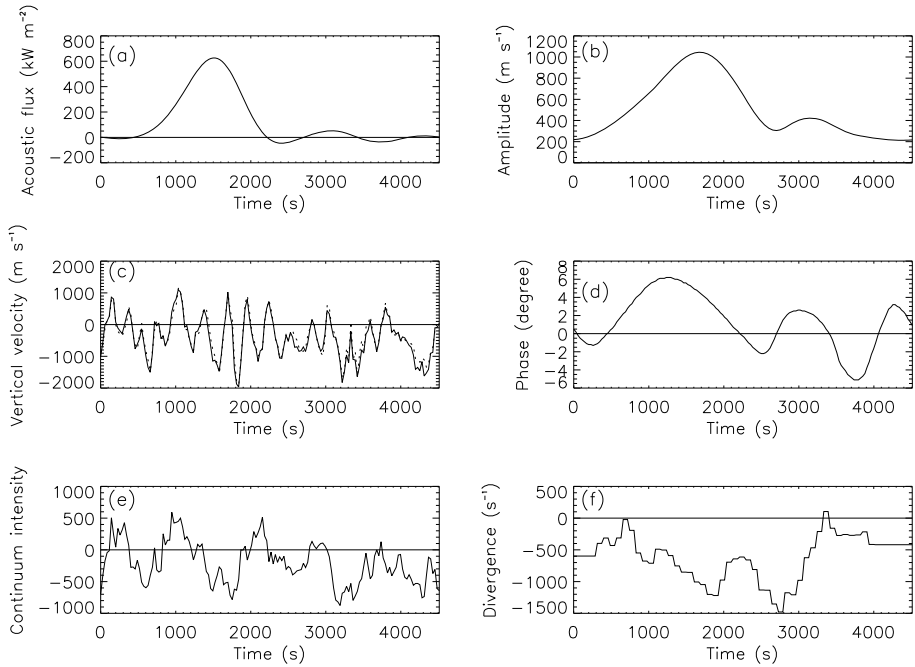 Acoustic flux (kW m⁻²)
800
600
400
200
0
−200
(a)
0 1000 2000 3000 4000
Time (s)
Amplitude (m s⁻¹)
1200
1000
800
600
400
200
0
(b)
0 1000 2000 3000 4000
Time (s)
Vertical velocity (m s⁻¹)
2000
1000
0
−1000
−2000
(c)
0 1000 2000 3000 4000
Time (s)
Phase (degree)
8
6
4
2
0
−2
−4
−6
(d)
0 1000 2000 3000 4000
Time (s)
Continuum intensity
1000
500
0
−500
−1000
(e)
0 1000 2000 3000 4000
Time (s)
Divergence (s⁻¹)
500
0
−500
−1000
−1500
(f)
0 1000 2000 3000 4000
Time (s)